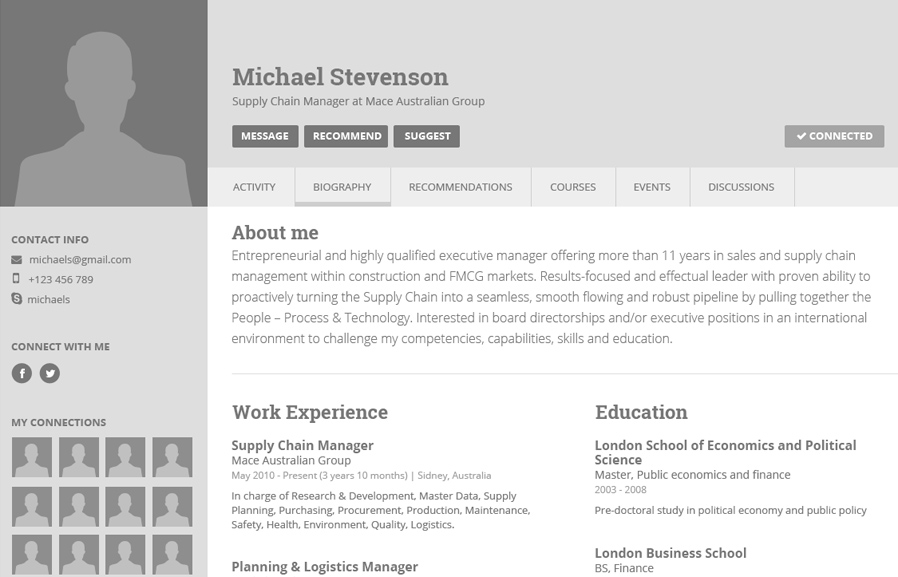 Michael Stevenson
Supply Chain Manager at Mace Australian Group
MESSAGE
RECOMMEND
SUGGEST
CONNECTED
ACTIVITY
BIOGRAPHY
RECOMMENDATIONS
COURSES
EVENTS
DISCUSSIONS
CONTACT INFO
michaels@gmail.com
+123 456 789
michaels
CONNECT WITH ME
MY CONNECTIONS
About me
Entrepreneurial and highly qualified executive manager offering more than 11 years in sales and supply chain
management within construction and FMCG markets. Results-focused and effectual leader with proven ability to
proactively turning the Supply Chain into a seamless, smooth flowing and robust pipeline by pulling together the
People – Process & Technology. Interested in board directorships and/or executive positions in an international
environment to challenge my competencies, capabilities, skills and education.
Work Experience
Supply Chain Manager
Mace Australian Group
May 2010 - Present (3 years 10 months) | Sidney, Australia
In charge of Research & Development, Master Data, Supply
Planning, Purchasing, Procurement, Production, Maintenance,
Safety, Health, Environment, Quality, Logistics.
Planning & Logistics Manager
Education
London School of Economics and Political
Science
Master, Public economics and finance
2003 - 2008
Pre-doctoral study in political economy and public policy
London Business School
BS, Finance